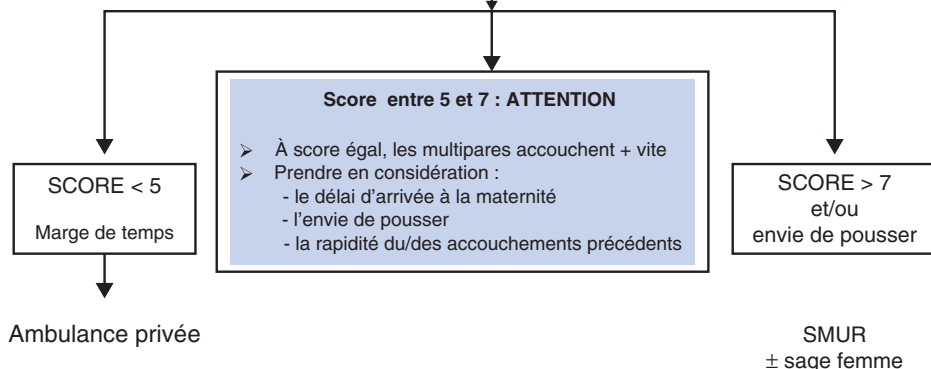 SCORE < 5
Marge de temps
Ambulance privée
Score entre 5 et 7 : ATTENTION
➢ À score égal, les multipares accouchent + vite
➢ Prendre en considération :
- le délai d’arrivée à la maternité
- l’envie de pousser
- la rapidité du/des accouchements précédents
SCORE > 7
et/ou
envie de pousser
SMUR
± sage femme